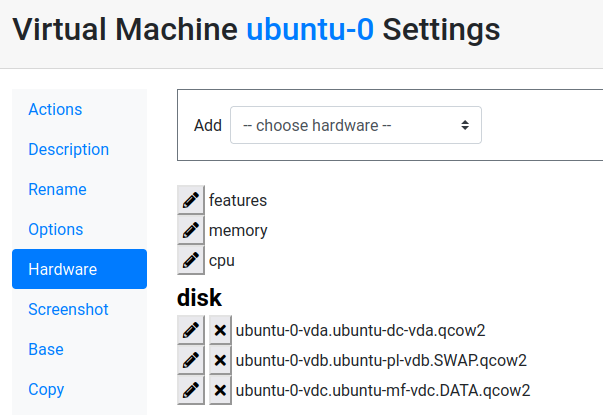 Virtual Machine ubuntu-0 Settings
Actions
Description
Rename
Options
Hardware
Screenshot
Base
Copy
Add -- choose hardware --
features
memory
cpu
disk
ubuntu-0-vda.ubuntu-dc-vda.qcow2
ubuntu-0-vdb.ubuntu-pl-vdb.SWAP.qcow2
ubuntu-0-vdc.ubuntu-mf-vdc.DATA.qcow2